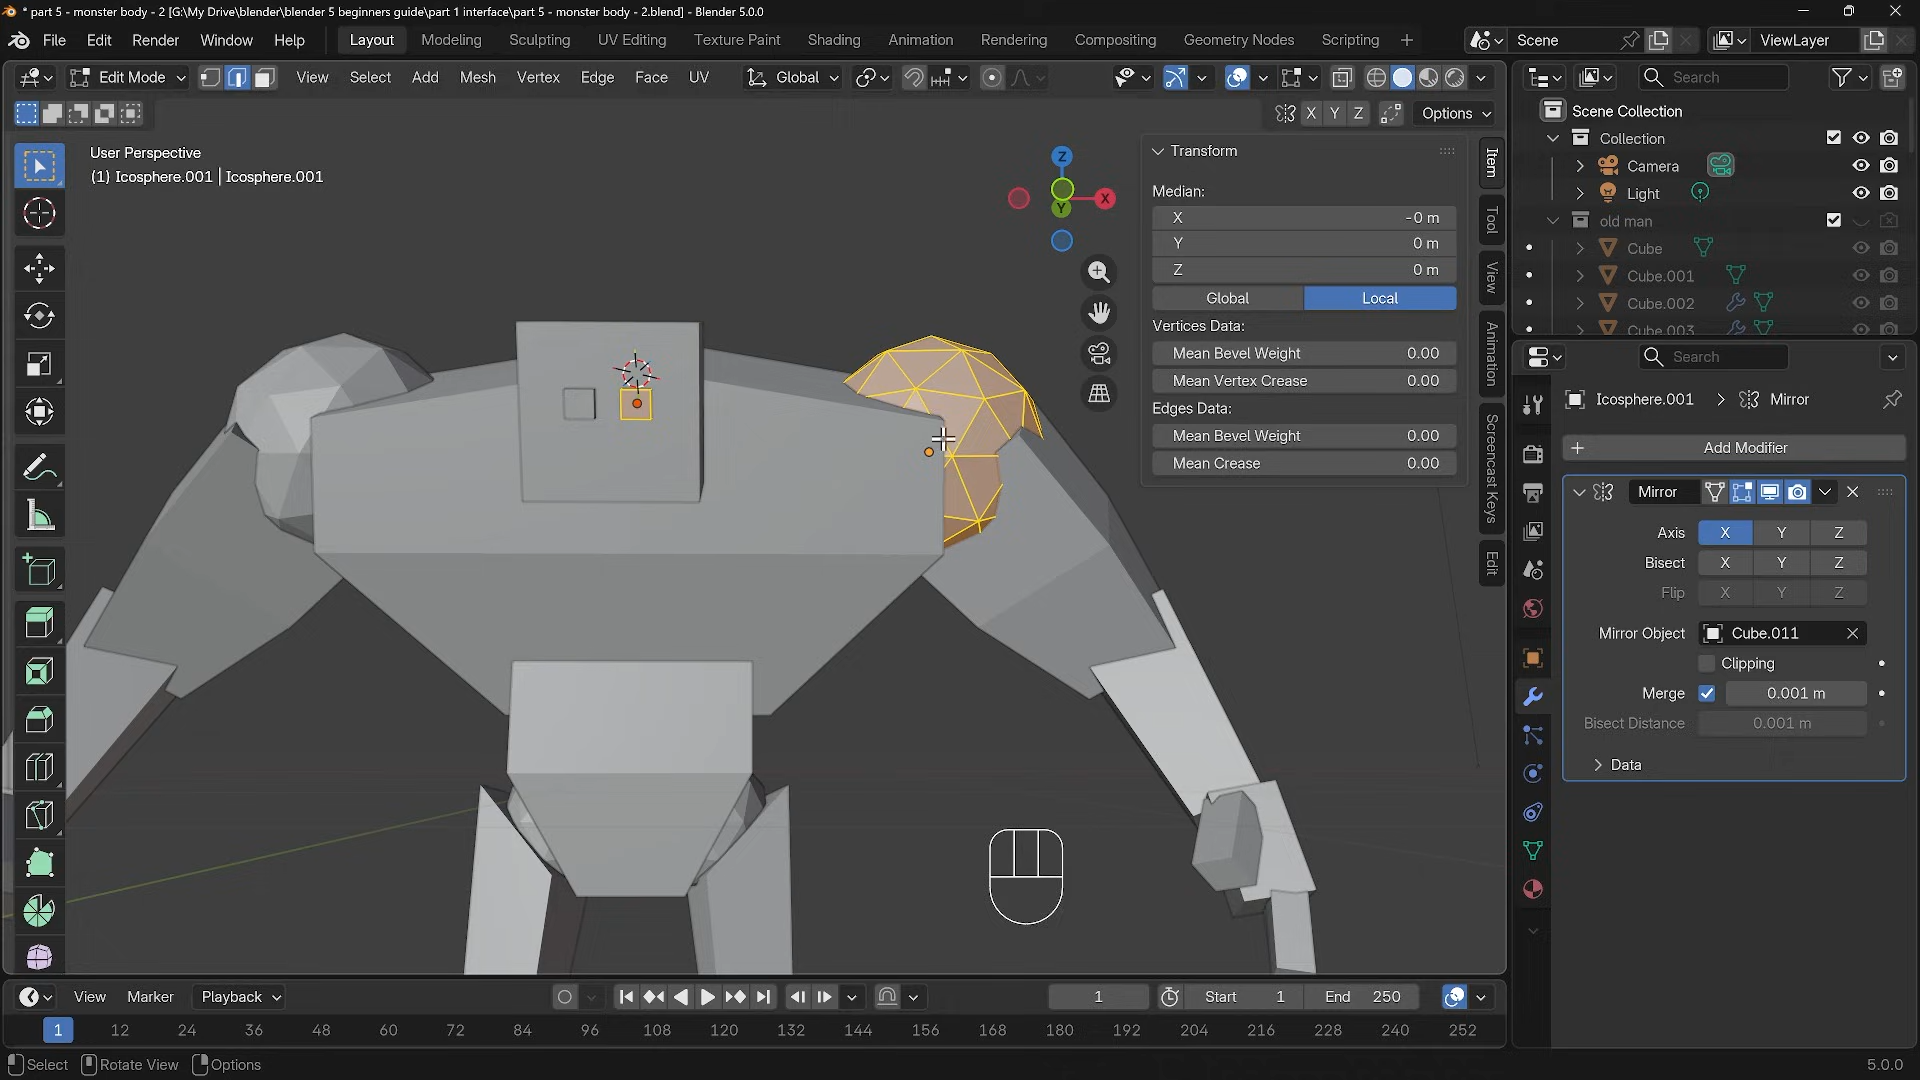 * part 5 - monster body - 2 [G:\My Drive\blender\blender 5 beginners guide\part 1 interface\part 5 - monster body - 2.blend] - Blender 5.0.0
File Edit Render Window Help Layout Modeling Sculpting UV Editing Texture Paint Shading Animation Rendering Compositing Geometry Nodes Scripting + Scene ViewLayer
Edit Mode View Select Add Mesh Vertex Edge Face UV Global Search
X Y Z Options
User Perspective
(1) Icosphere.001 | Icosphere.001
Z
X
Y
Transform
Median:
X -0 m
Y 0 m
Z 0 m
Global Local
Vertices Data:
Mean Bevel Weight 0.00
Mean Vertex Crease 0.00
Edges Data:
Mean Bevel Weight 0.00
Mean Crease 0.00
Item
Tool
View
Animation
Screencast Keys
Edit
Scene Collection
Collection
Camera
Light
old man
Cube
Cube.001
Cube.002
Cube.003
Search
Icosphere.001 > Mirror
+ Add Modifier
Mirror
Axis X Y Z
Bisect X Y Z
Flip X Y Z
Mirror Object Cube.011
Clipping
Merge 0.001 m
Bisect Distance 0.001 m
Data
View Marker Playback 1 Start 1 End 250
1 12 24 36 48 60 72 84 96 108 120 132 144 156 168 180 192 204 216 228 240 252
Select Rotate View Options 5.0.0